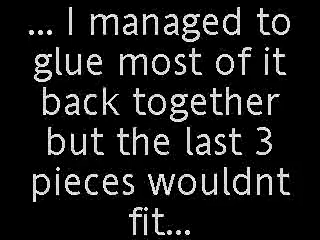 ... I managed to
glue most of it
back together
but the last 3
pieces wouldnt
fit...